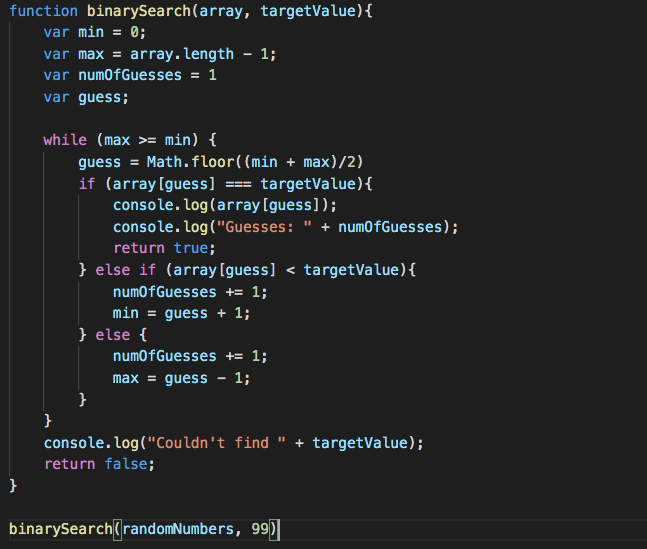 function binarySearch(array, targetValue){
    var min = 0;
    var max = array.length - 1;
    var numOfGuesses = 1
    var guess;

    while (max >= min) {
        guess = Math.floor((min + max)/2)
        if (array[guess] === targetValue){
            console.log(array[guess]);
            console.log("Guesses: " + numOfGuesses);
            return true;
        } else if (array[guess] < targetValue){
            numOfGuesses += 1;
            min = guess + 1;
        } else {
            numOfGuesses += 1;
            max = guess - 1;
        }
    }
    console.log("Couldn't find " + targetValue);
    return false;
}

binarySearch(randomNumbers, 99)